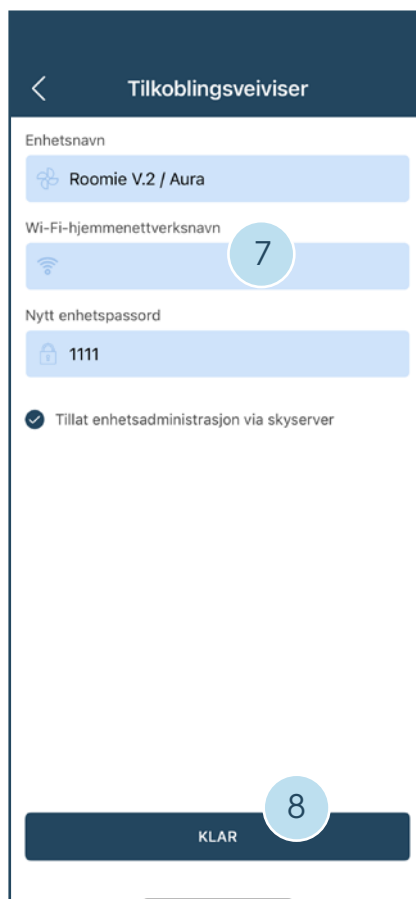 Tilkoblingsveiviser
Enhetsnavn
Roomie V.2 / Aura
Wi-Fi-hjemmenettverksnavn
7
Nytt enhetspassord
1111
Tillat enhetsadministrasjon via skyserver
8
KLAR